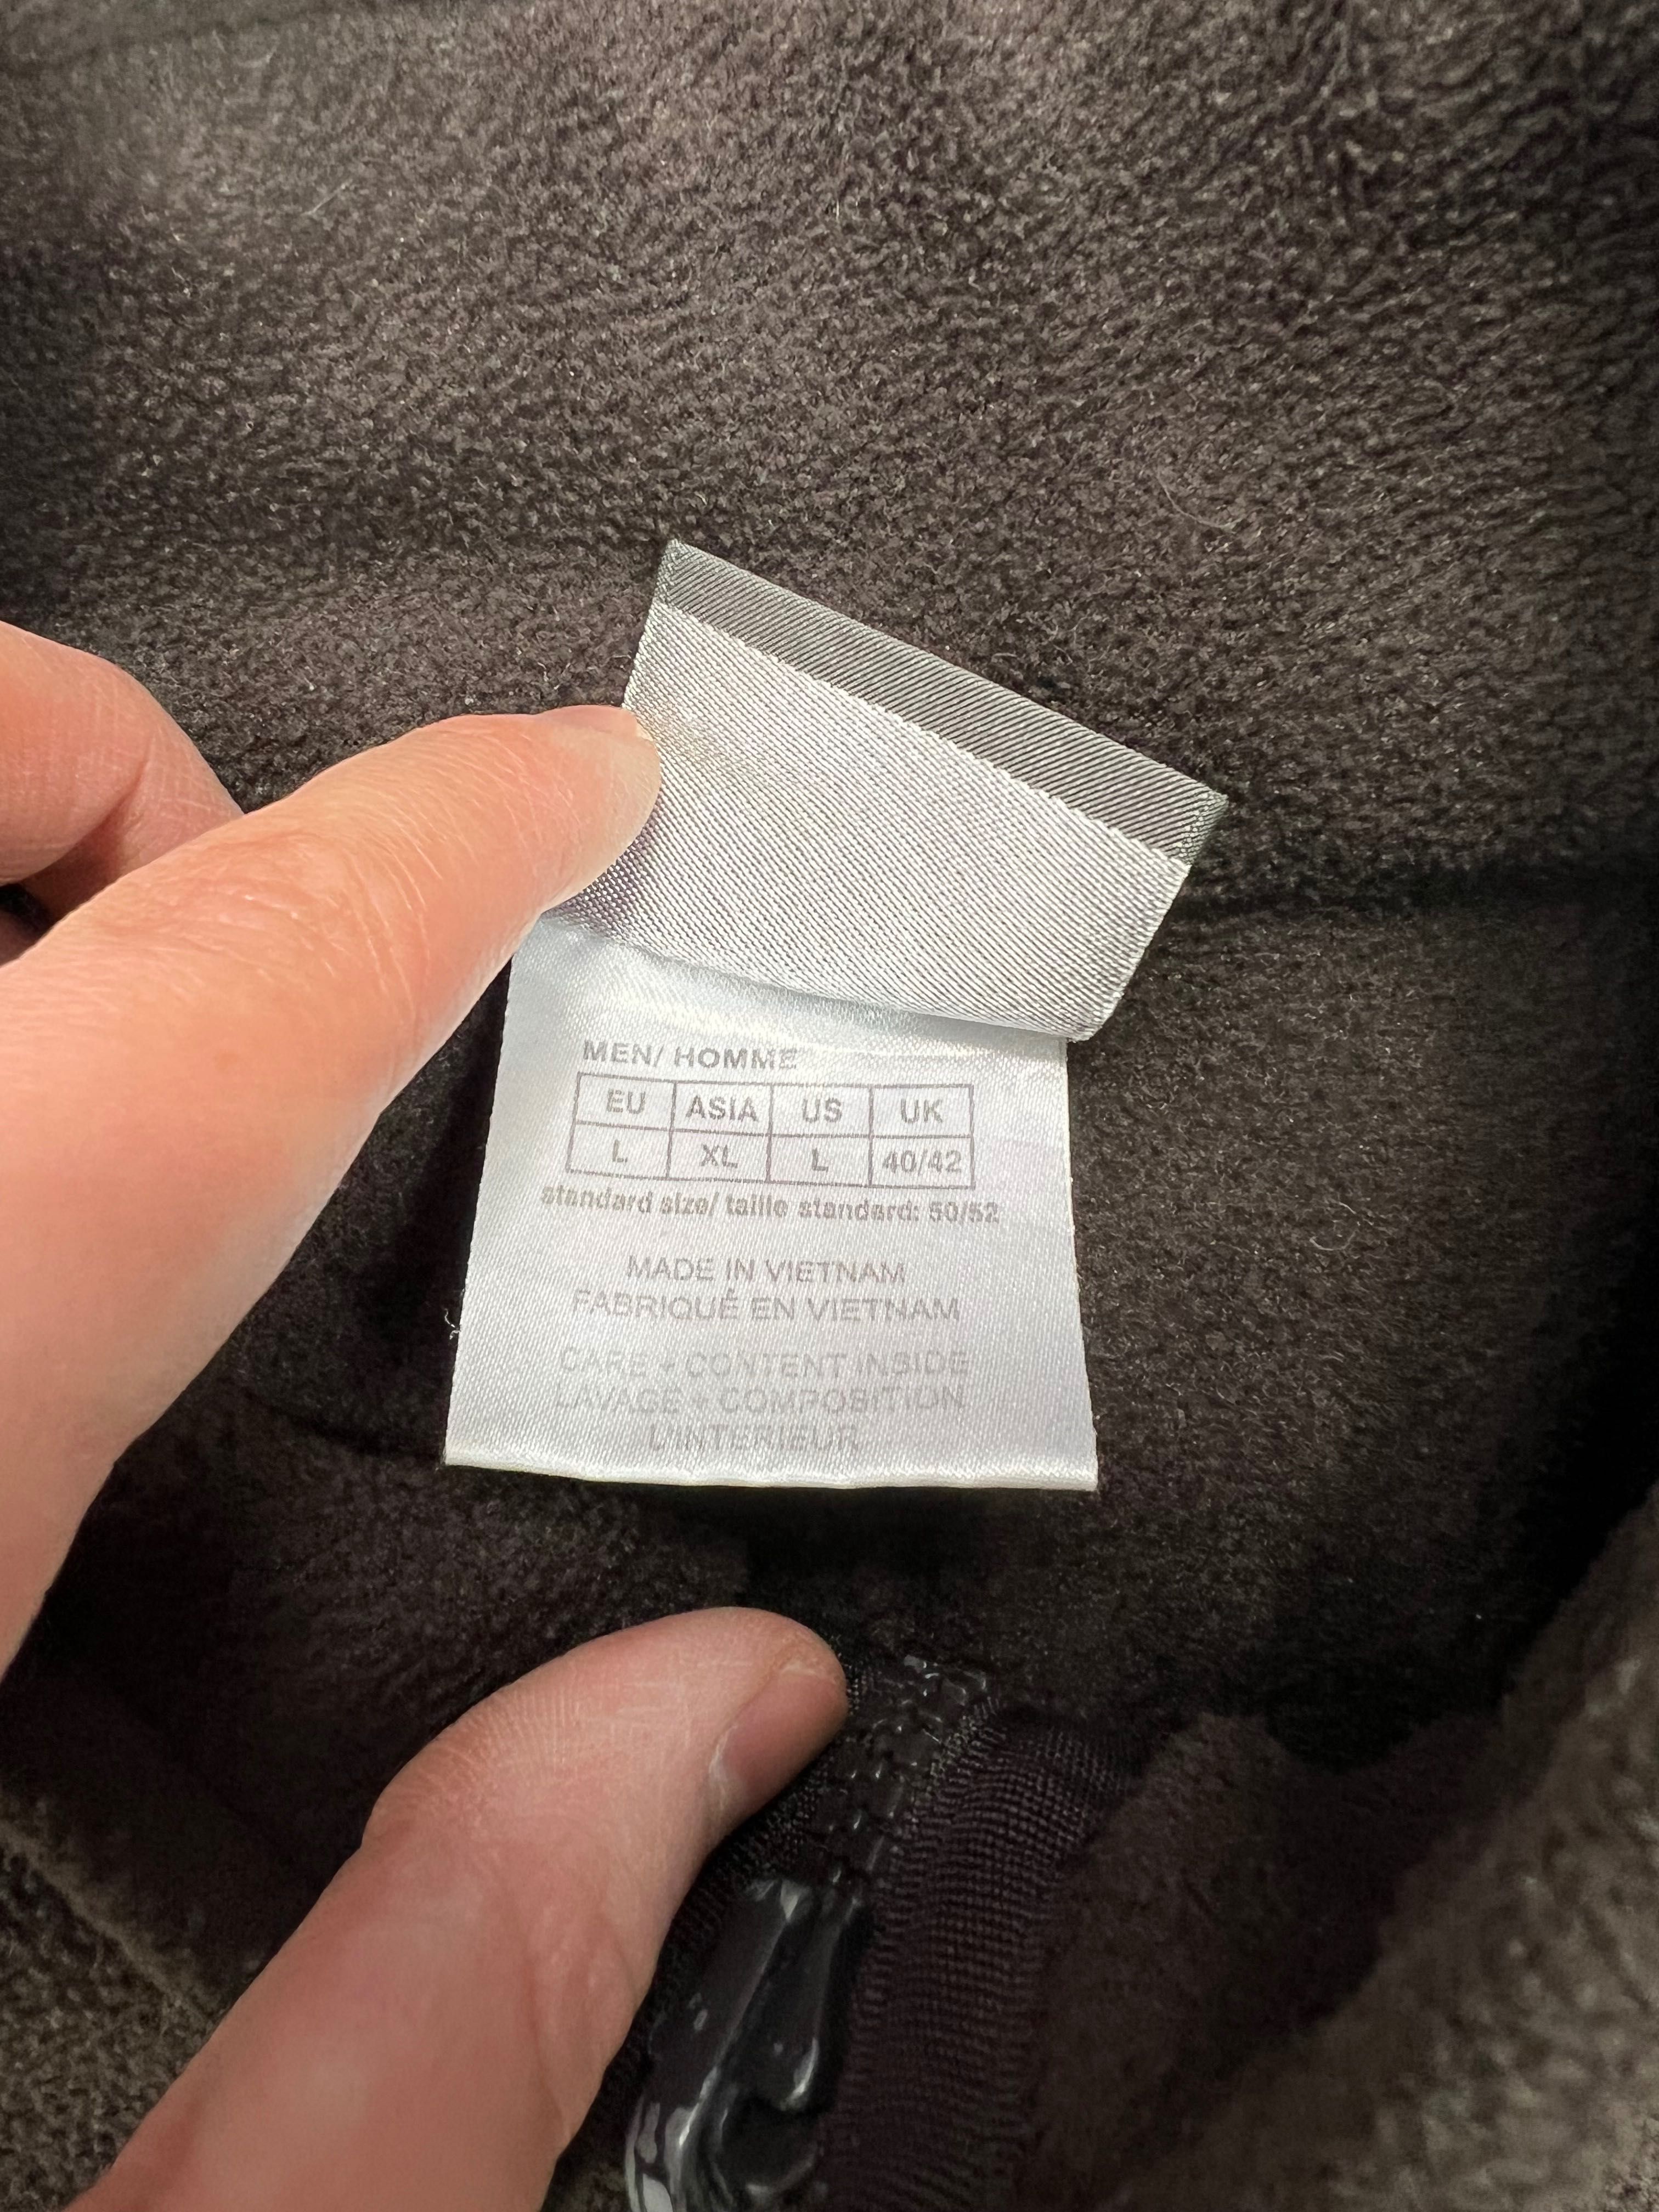 MEN/ HOMME
EU ASIA US UK
L XL L 40/42
standard size/ taille standard: 50/52
MADE IN VIETNAM
FABRIQUÉ EN VIETNAM
CARE + CONTENT INSIDE
LAVAGE + COMPOSITION
L'INTERIEUR